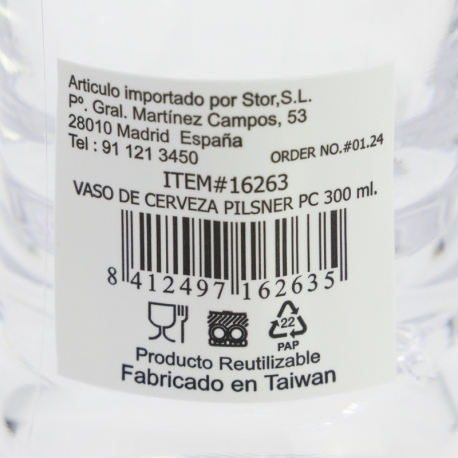 Articulo importado por Stor,S.L.
Pº. Gral. Martínez Campos, 53
28010 Madrid España
Tel : 91 121 3450
ORDER NO.#01.24
ITEM#16263
VASO DE CERVEZA PILSNER PC 300 ml.
8 412497 162635
22
PAP
Producto Reutilizable
Fabricado en Taiwan